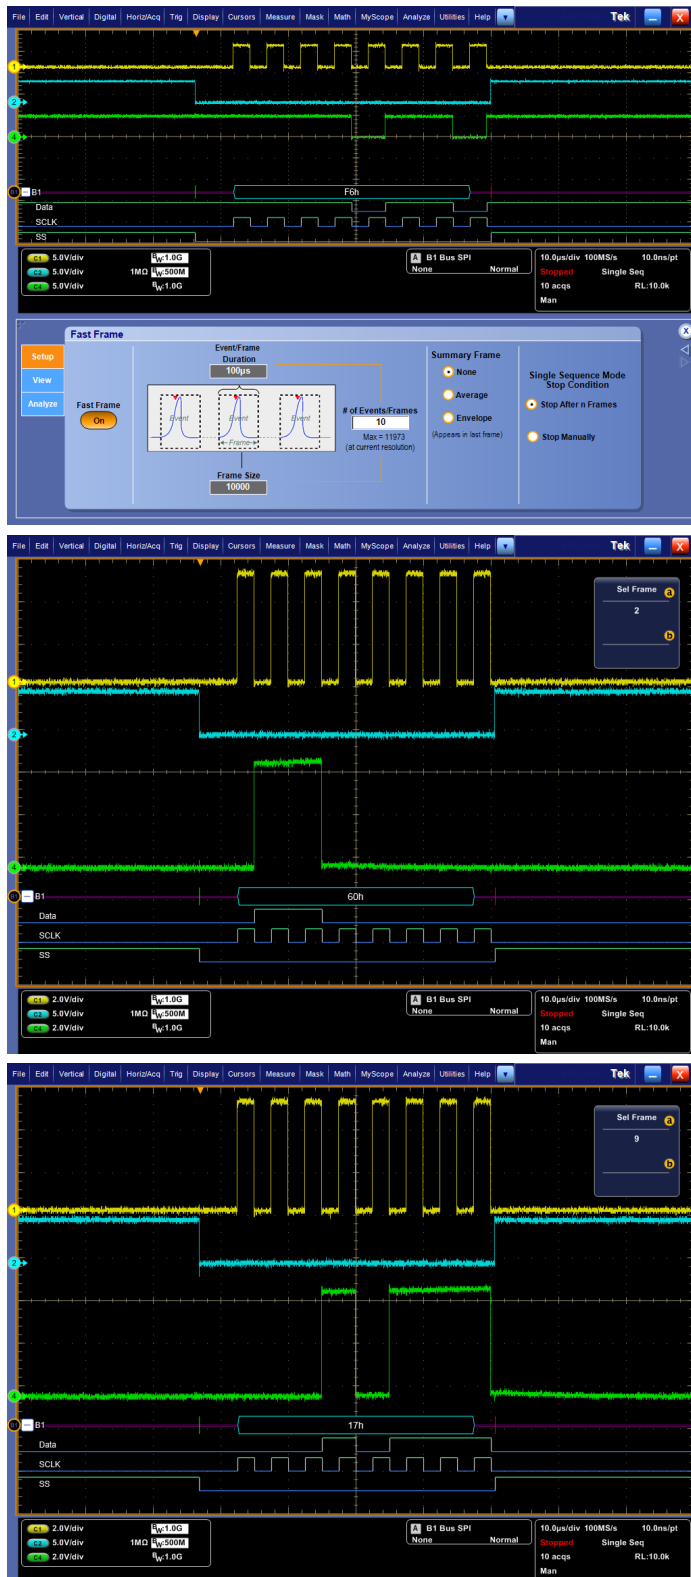 File Edit Vertical Digital Horiz/Acq Trig Display Cursors Measure Mask Math MyScope Analyze Utilities Help Tek X
1
2
4
B1 B1
F6h
Data
SCLK
SS
C1 5.0V/div BW:1.0G
C2 5.0V/div 1MΩ BW:500M
C4 5.0V/div BW:1.0G
A B1 Bus SPI
None Normal
10.0µs/div 100MS/s 10.0ns/pt
Stopped Single Seq
10 acqs RL:10.0k
Man
Fast Frame X
Setup
View
Analyze
Fast Frame
On
Event/Frame
Duration
100µs
Event Event Event
Frame
Frame Size
10000
# of Events/Frames
10
Max = 11973
(at current resolution)
Summary Frame
None
Average
Envelope
(Appears in last frame)
Single Sequence Mode
Stop Condition
Stop After n Frames
Stop Manually
File Edit Vertical Digital Horiz/Acq Trig Display Cursors Measure Mask Math MyScope Analyze Utilities Help Tek X
Sel Frame a
2
b
1
2
4
B1 B1
60h
Data
SCLK
SS
C1 2.0V/div BW:1.0G
C2 5.0V/div 1MΩ BW:500M
C4 2.0V/div BW:1.0G
A B1 Bus SPI
None Normal
10.0µs/div 100MS/s 10.0ns/pt
Stopped Single Seq
10 acqs RL:10.0k
Man
File Edit Vertical Digital Horiz/Acq Trig Display Cursors Measure Mask Math MyScope Analyze Utilities Help Tek X
Sel Frame a
9
b
1
2
4
B1 B1
17h
Data
SCLK
SS
C1 2.0V/div BW:1.0G
C2 5.0V/div 1MΩ BW:500M
C4 2.0V/div BW:1.0G
A B1 Bus SPI
None Normal
10.0µs/div 100MS/s 10.0ns/pt
Stopped Single Seq
10 acqs RL:10.0k
Man